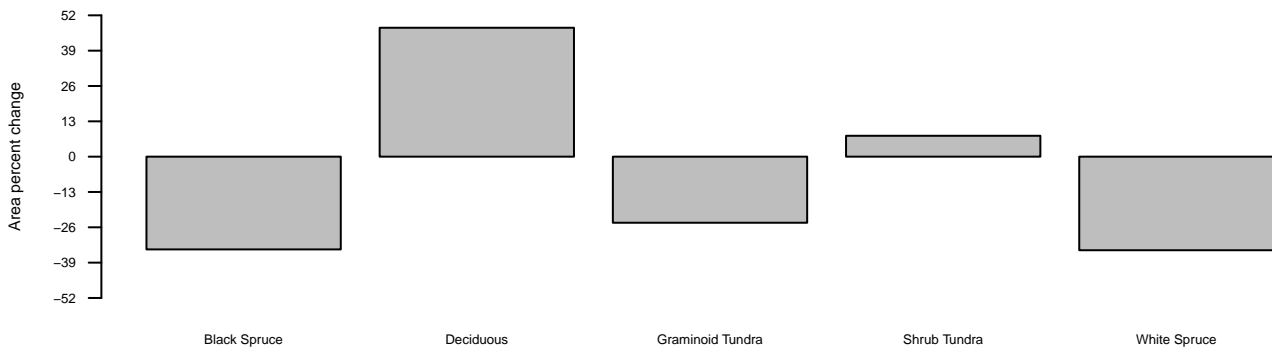 Area percent change
52
39
26
13
0
−13
−26
−39
−52
Black Spruce
Deciduous
Graminoid Tundra
Shrub Tundra
White Spruce